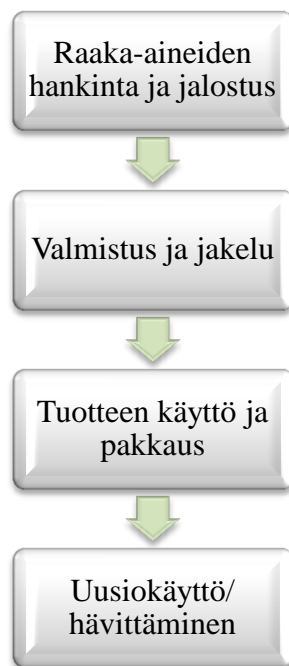 Raaka-aineiden
hankinta ja jalostus
Valmistus ja jakelu
Tuotteen käyttö ja
pakkaus
Uusiokäyttö/
hävittäminen